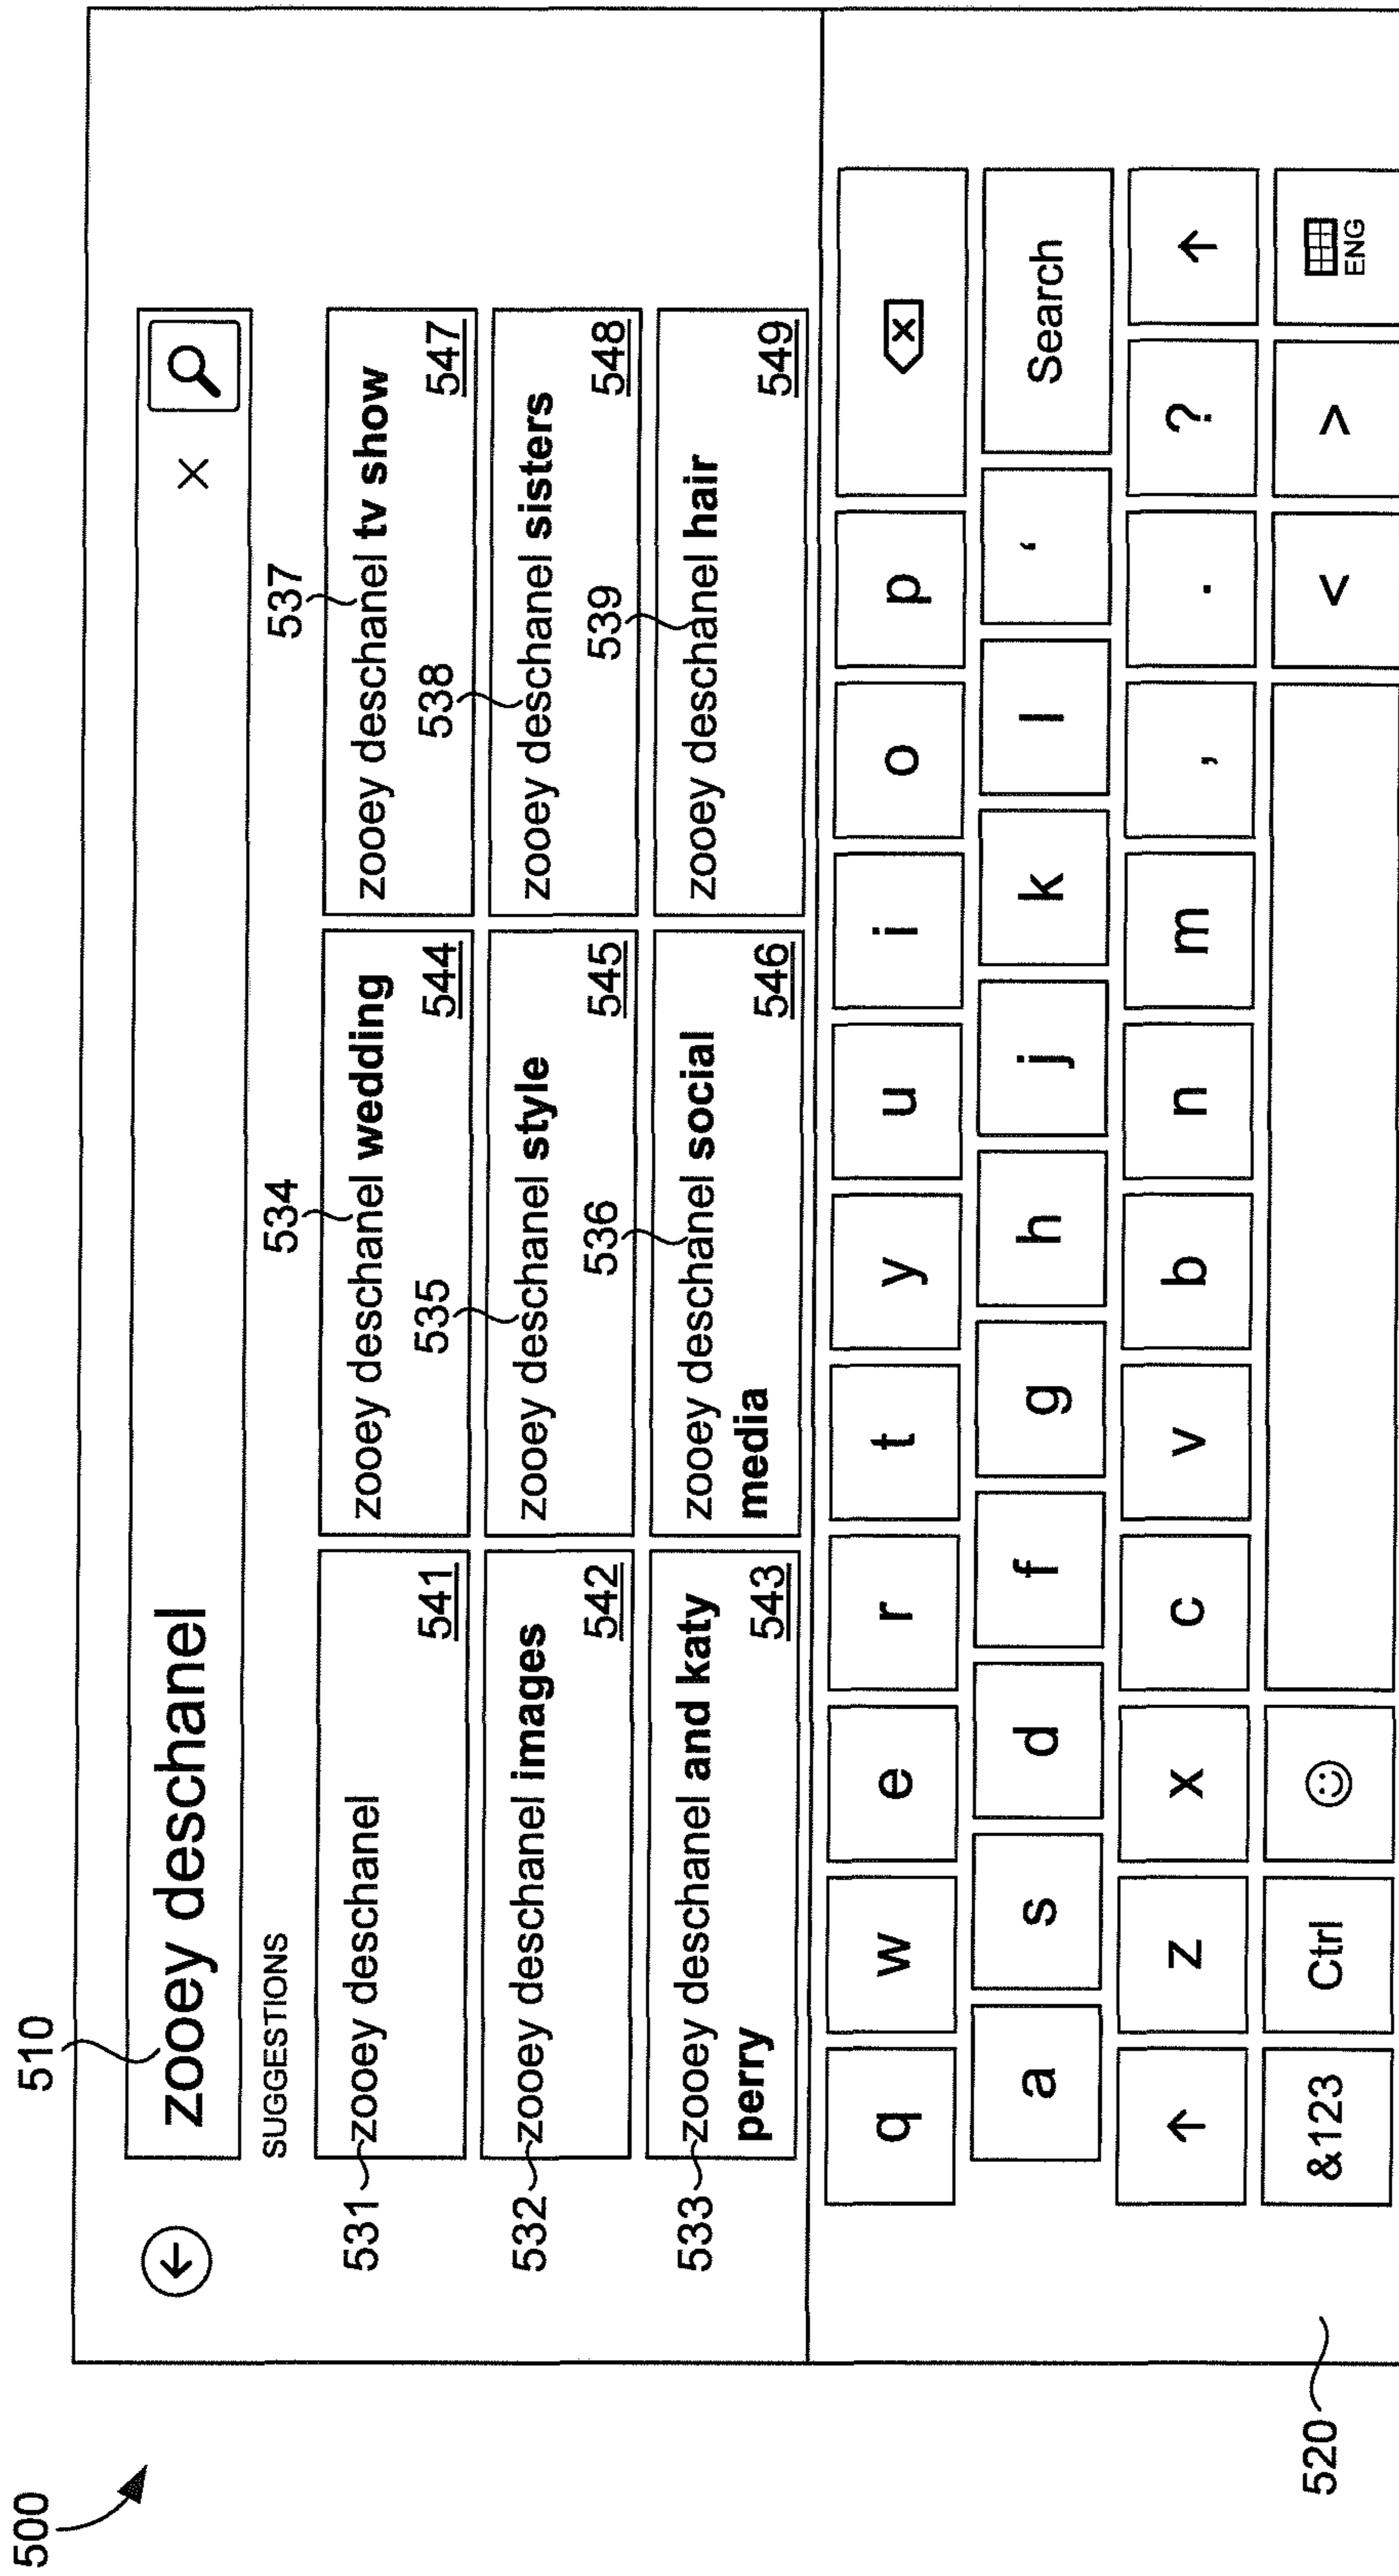 500
510
zooey deschanel
×
SUGGESTIONS
531
zooey deschanel
541
534
zooey deschanel wedding
544
537
zooey deschanel tv show
547
532
zooey deschanel images
542
535
zooey deschanel style
545
538
zooey deschanel sisters
548
533
zooey deschanel and katy
perry
543
536
zooey deschanel social
media
546
539
zooey deschanel hair
549
q w e r t y u i o p
a s d f g h j k l ‘ Search
↑ z x c v b n m , . ? ↑
&123 Ctrl < > ENG
520